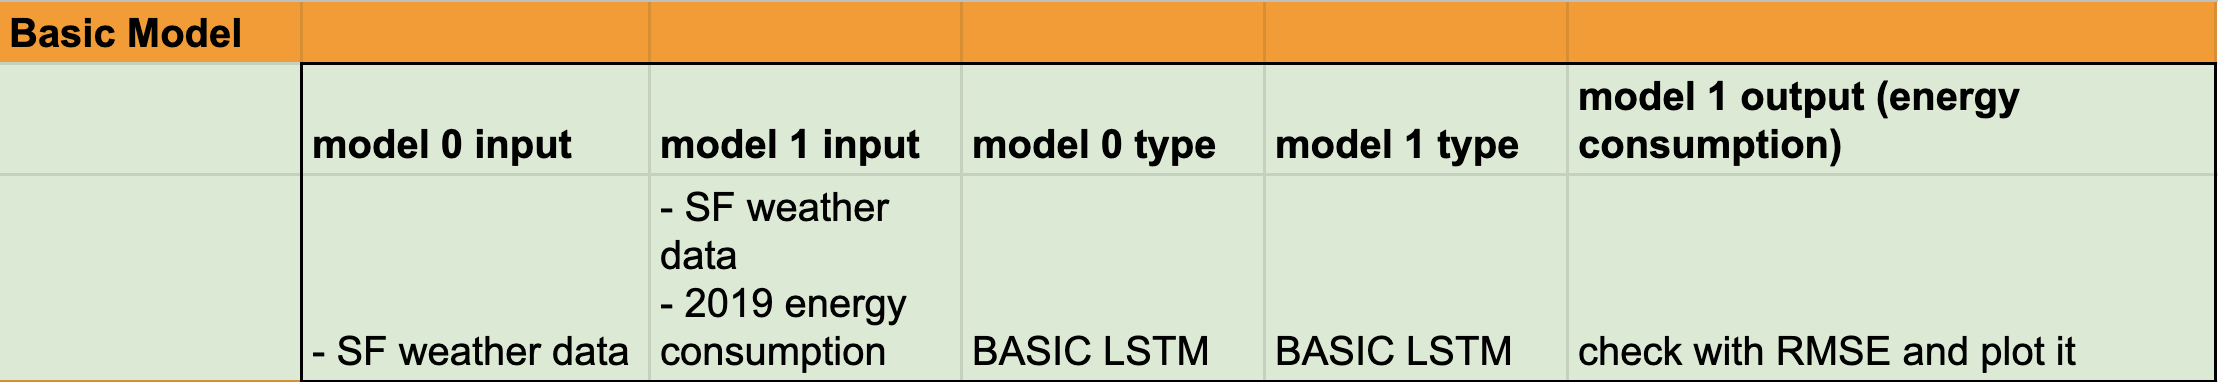 Basic Model
model 0 input
model 1 input
model 0 type
model 1 type
model 1 output (energy
consumption)
- SF weather data
- SF weather
data
- 2019 energy
consumption
BASIC LSTM
BASIC LSTM
check with RMSE and plot it